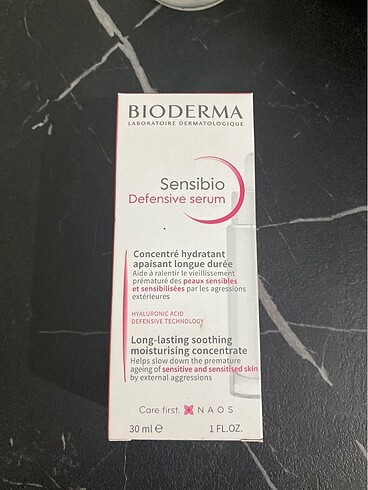 BIODERMA
LABORATOIRE DERMATOLOGIQUE
Sensibio
Defensive serum
Concentré hydratant
apaisant longue durée
Aide à ralentir le vieillissement
prématuré des peaux sensibles
et sensibilisées par les agressions
extérieures
HYALURONIC ACID
DEFENSIVE TECHNOLOGY
Long-lasting soothing
moisturising concentrate
Helps slow down the premature
ageing of sensitive and sensitised skin
by external aggressions
Care first. NAOS
30 ml ℮ 1 FL.OZ.